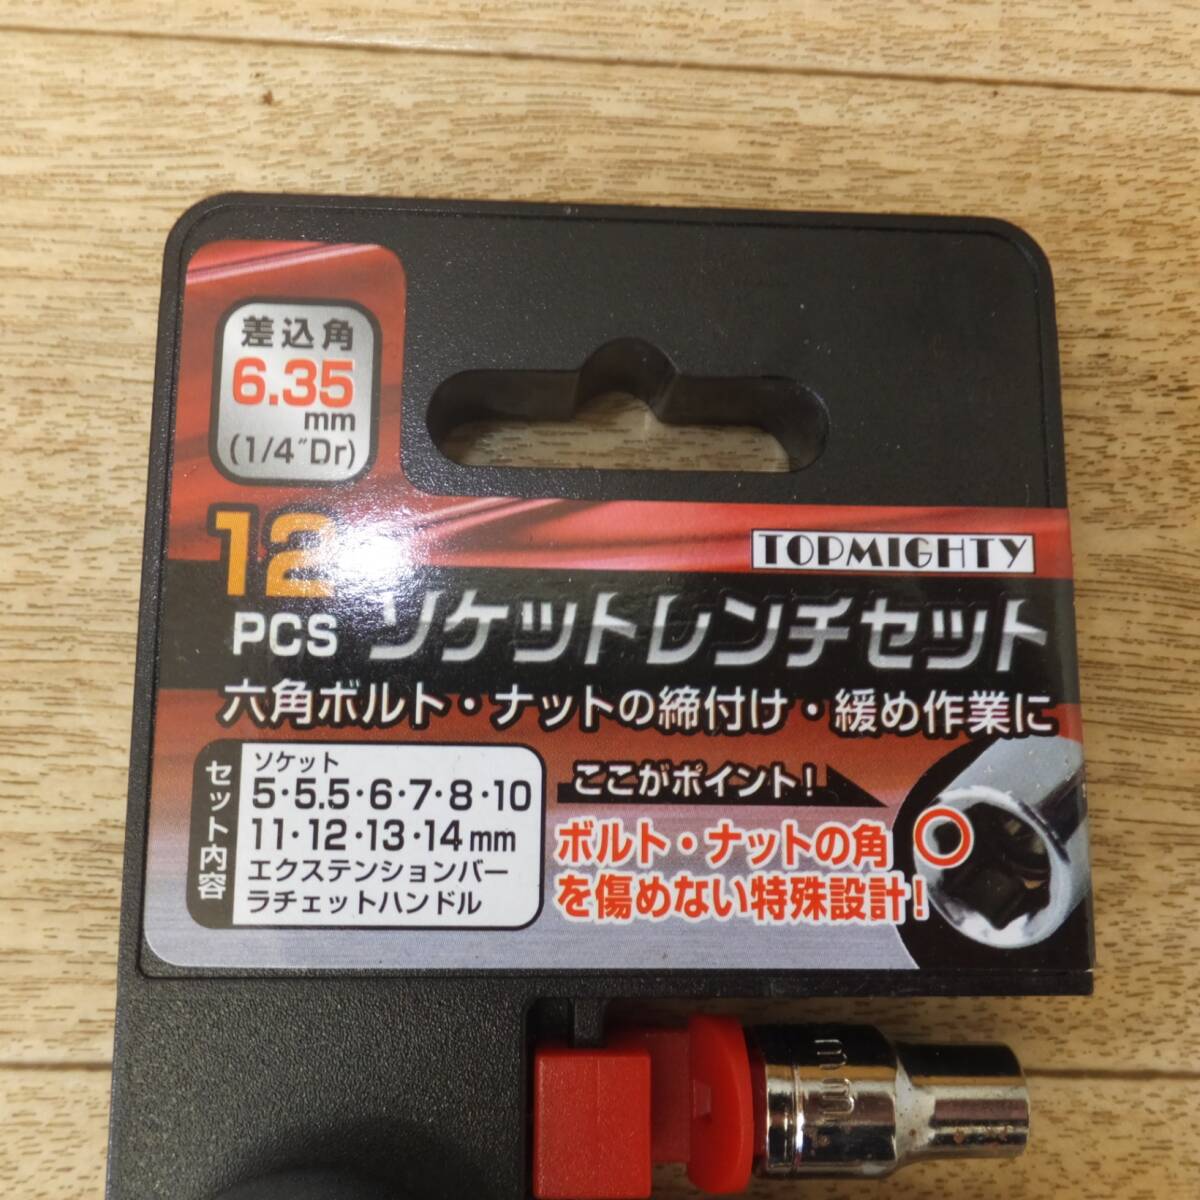 差込角
6.35
mm
(1/4″Dr)
TOPMIGHTY
12
PCS
ソケットレンチセット
六角ボルト・ナットの締付け・緩め作業に
セット内容
ソケット
5・5.5・6・7・8・10
11・12・13・14mm
エクステンションバー
ラチェットハンドル
ここがポイント！
ボルト・ナットの角
を傷めない特殊設計！